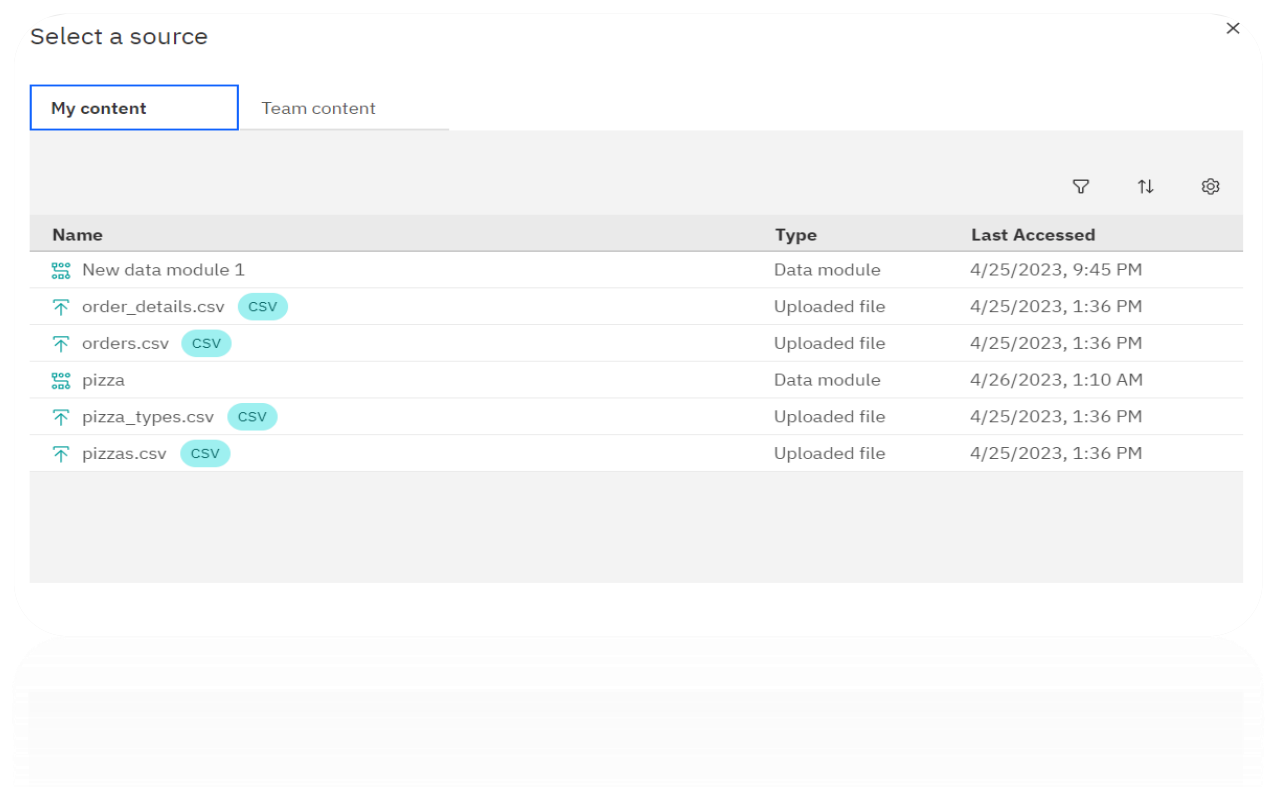 Select a source
My content Team content
Name Type Last Accessed
New data module 1 Data module 4/25/2023, 9:45 PM
order_details.csv CSV Uploaded file 4/25/2023, 1:36 PM
orders.csv CSV Uploaded file 4/25/2023, 1:36 PM
pizza Data module 4/26/2023, 1:10 AM
pizza_types.csv CSV Uploaded file 4/25/2023, 1:36 PM
pizzas.csv CSV Uploaded file 4/25/2023, 1:36 PM